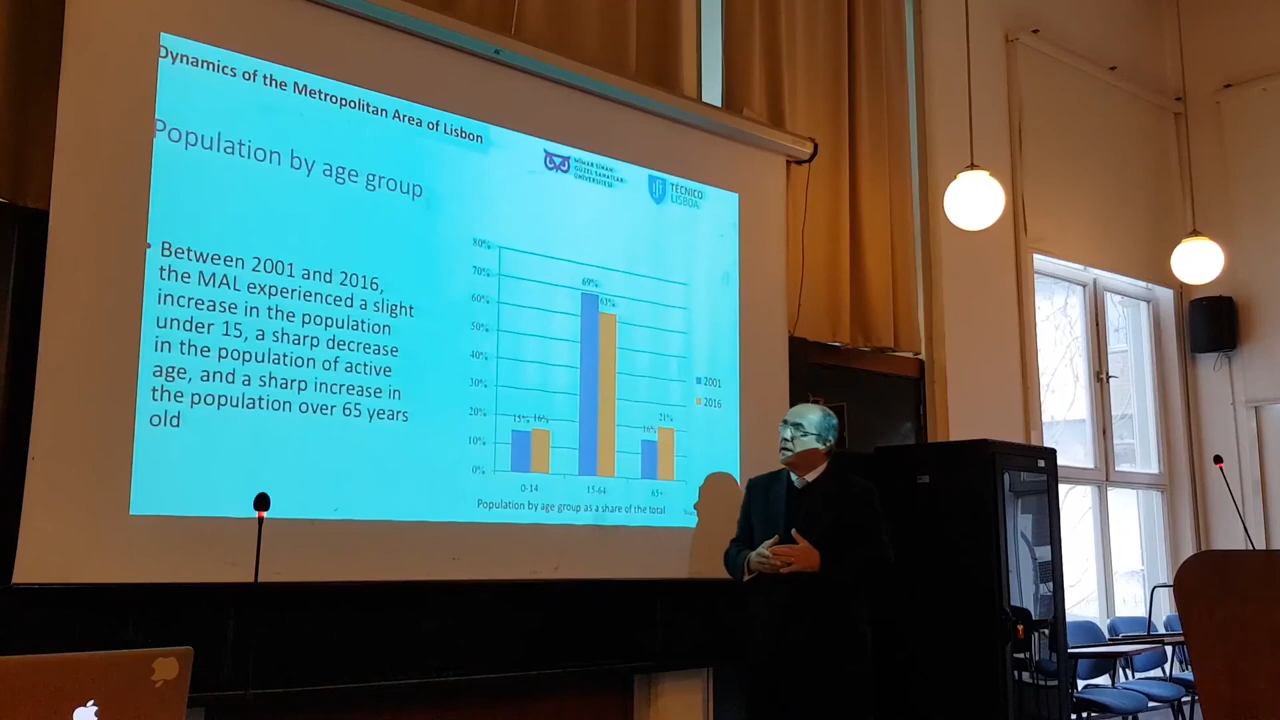 Dynamics of the Metropolitan Area of Lisbon
Population by age group
MİMAR SİNAN
GÜZEL SANATLAR
ÜNİVERSİTESİ
TÉCNICO
LISBOA
• Between 2001 and 2016,
the MAL experienced a slight
increase in the population
under 15, a sharp decrease
in the population of active
age, and a sharp increase in
the population over 65 years
old
80%
70%
60%
50%
40%
30%
20%
10%
0%
15% 16%
69%
63%
16%
21%
0-14
15-64
65+
2001
2016
Population by age group as a share of the total